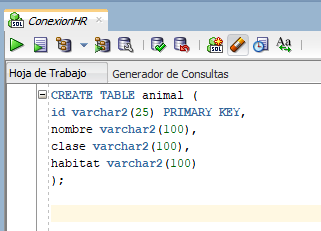 ConexionHR
SQL
Hoja de Trabajo
Generador de Consultas
CREATE TABLE animal (
id varchar2(25) PRIMARY KEY,
nombre varchar2(100),
clase varchar2(100),
habitat varchar2(100)
);